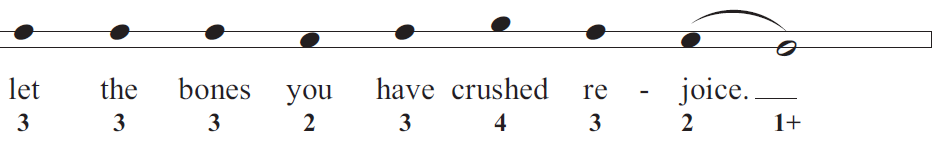 let the bones you have crushed re - joice.
3 3 3 2 3 4 3 2 1+